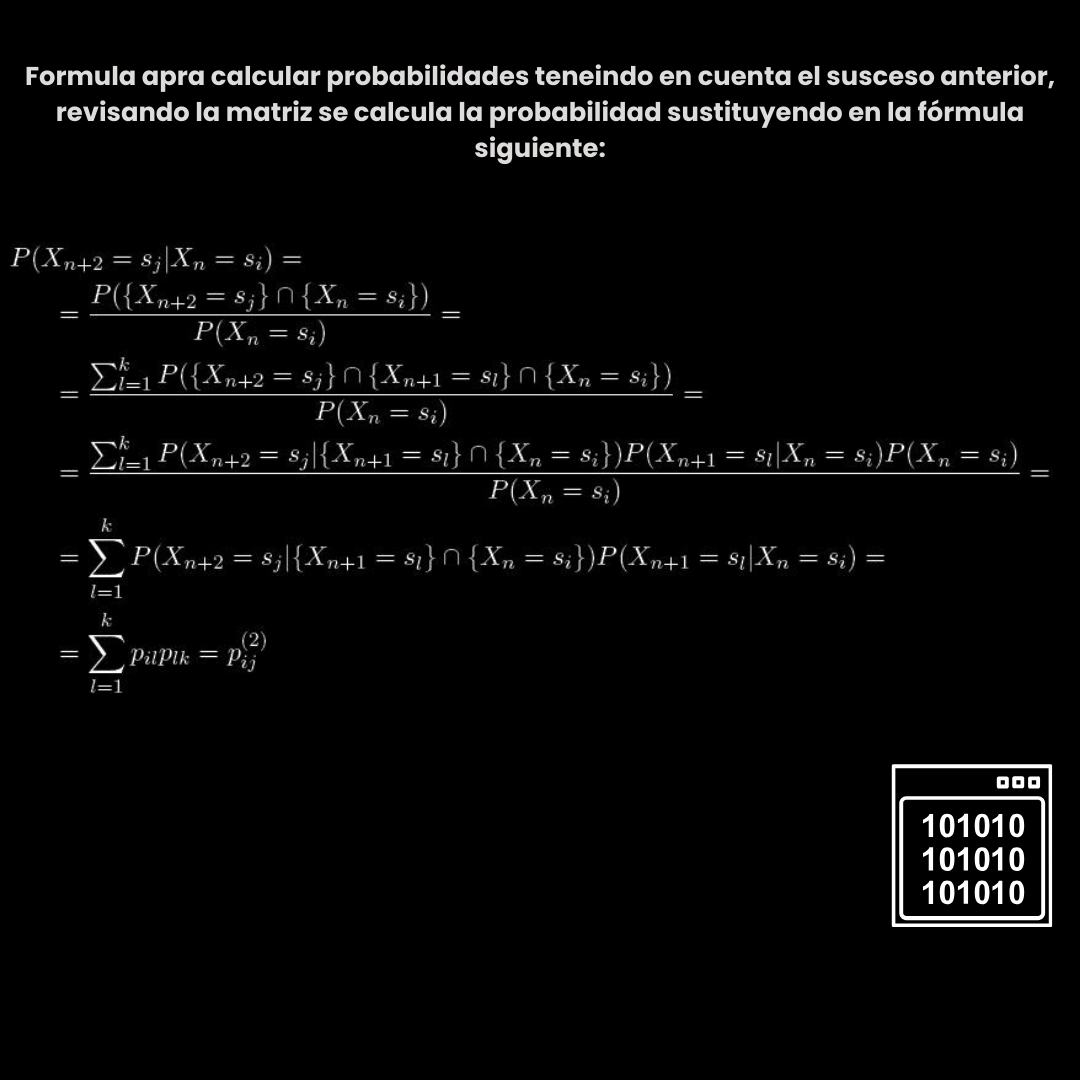 Formula apra calcular probabilidades teneindo en cuenta el susceso anterior,
revisando la matriz se calcula la probabilidad sustituyendo en la fórmula
siguiente:
P(X_{n+2} = s_j|X_n = s_i) =
= \frac{P(\{X_{n+2} = s_j\} ∩ \{X_n = s_i\})}{P(X_n = s_i)} =
= \frac{\sum_{l=1}^{k} P(\{X_{n+2} = s_j\} ∩ \{X_{n+1} = s_l\} ∩ \{X_n = s_i\})}{P(X_n = s_i)} =
= \frac{\sum_{l=1}^{k} P(X_{n+2} = s_j|\{X_{n+1} = s_l\} ∩ \{X_n = s_i\})P(X_{n+1} = s_l|X_n = s_i)P(X_n = s_i)}{P(X_n = s_i)} =
= \sum_{l=1}^{k} P(X_{n+2} = s_j|\{X_{n+1} = s_l\} ∩ \{X_n = s_i\})P(X_{n+1} = s_l|X_n = s_i) =
= \sum_{l=1}^{k} p_{il}p_{lk} = p_{ij}^{(2)}
101010
101010
101010